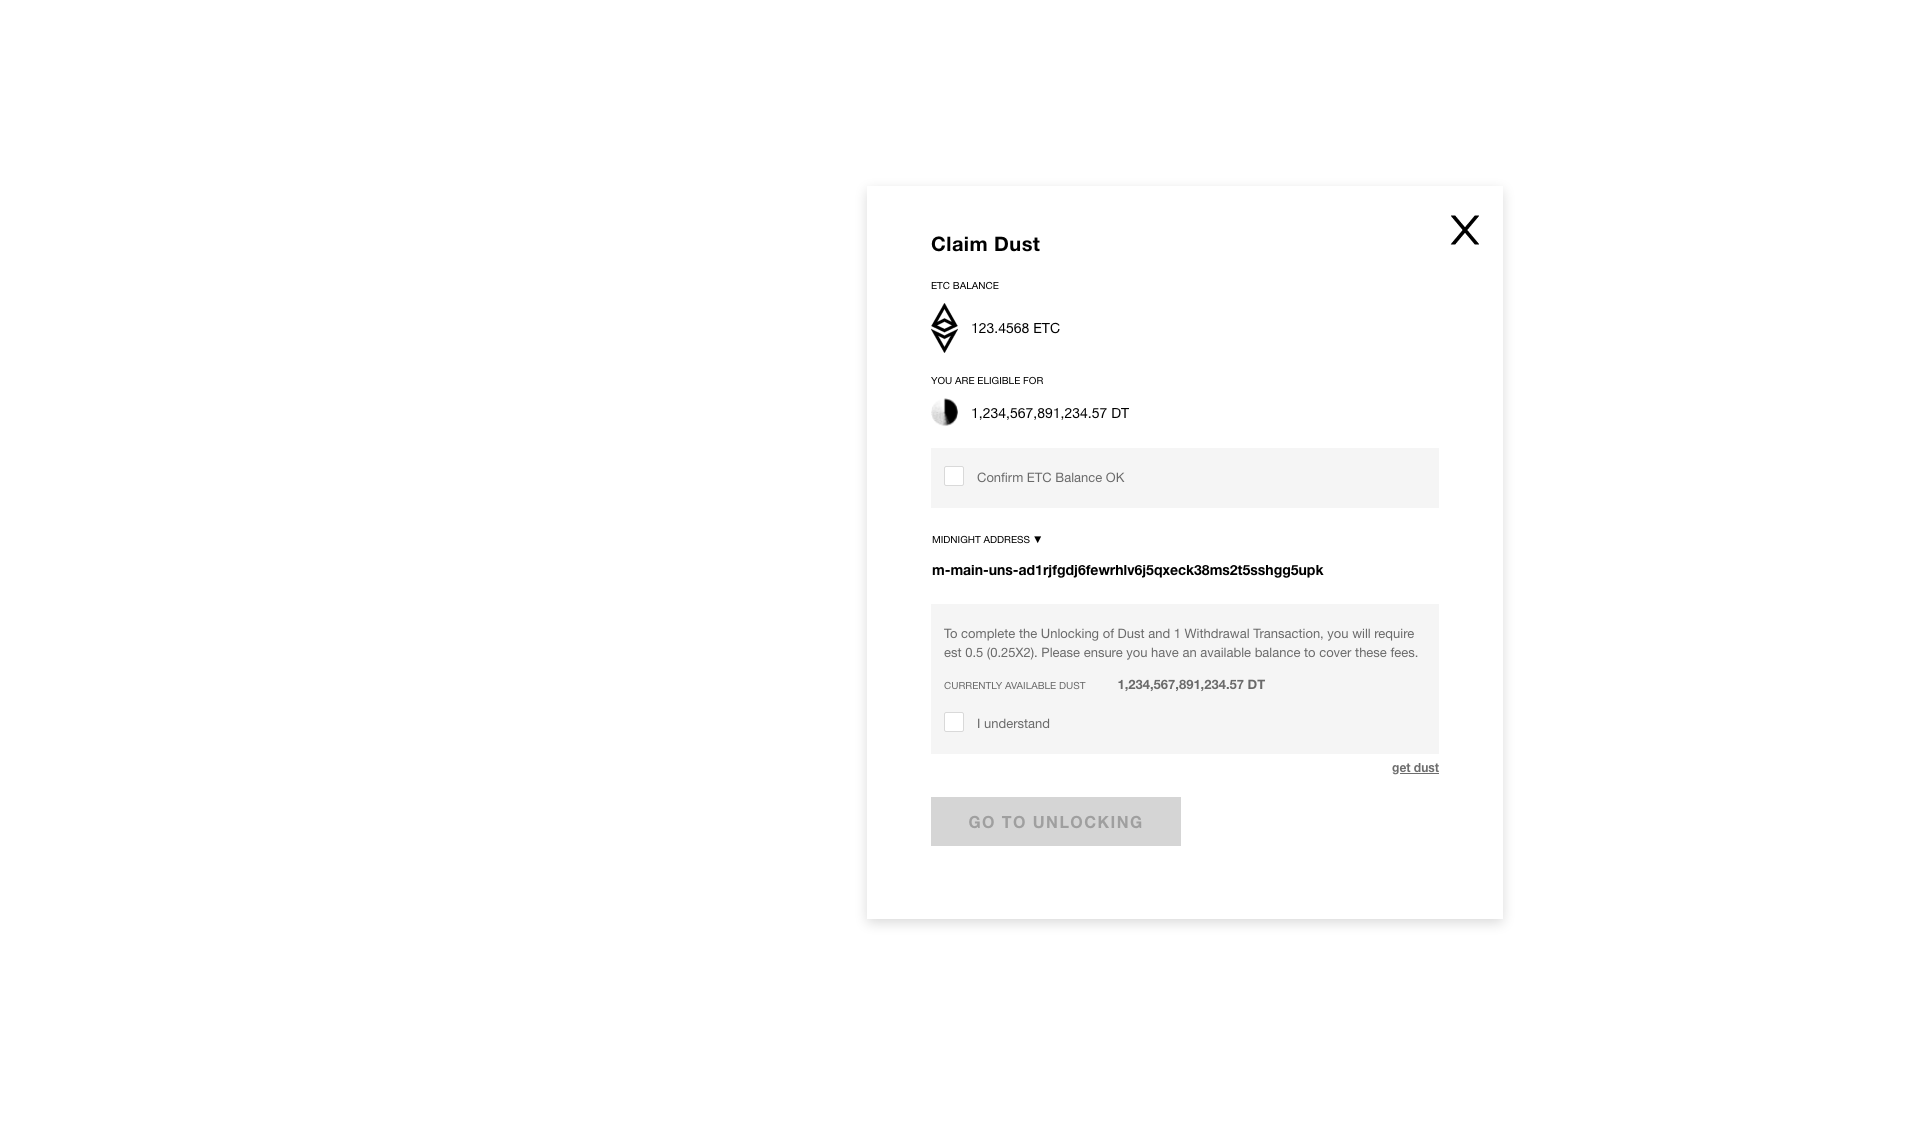 Claim Dust
X
ETC BALANCE
123.4568 ETC
YOU ARE ELIGIBLE FOR
1,234,567,891,234.57 DT
Confirm ETC Balance OK
MIDNIGHT ADDRESS ▼
m-main-uns-ad1rjfgdj6fewrhlv6j5qxeck38ms2t5sshgg5upk
To complete the Unlocking of Dust and 1 Withdrawal Transaction, you will require
est 0.5 (0.25X2). Please ensure you have an available balance to cover these fees.
CURRENTLY AVAILABLE DUST 1,234,567,891,234.57 DT
I understand
get dust
GO TO UNLOCKING